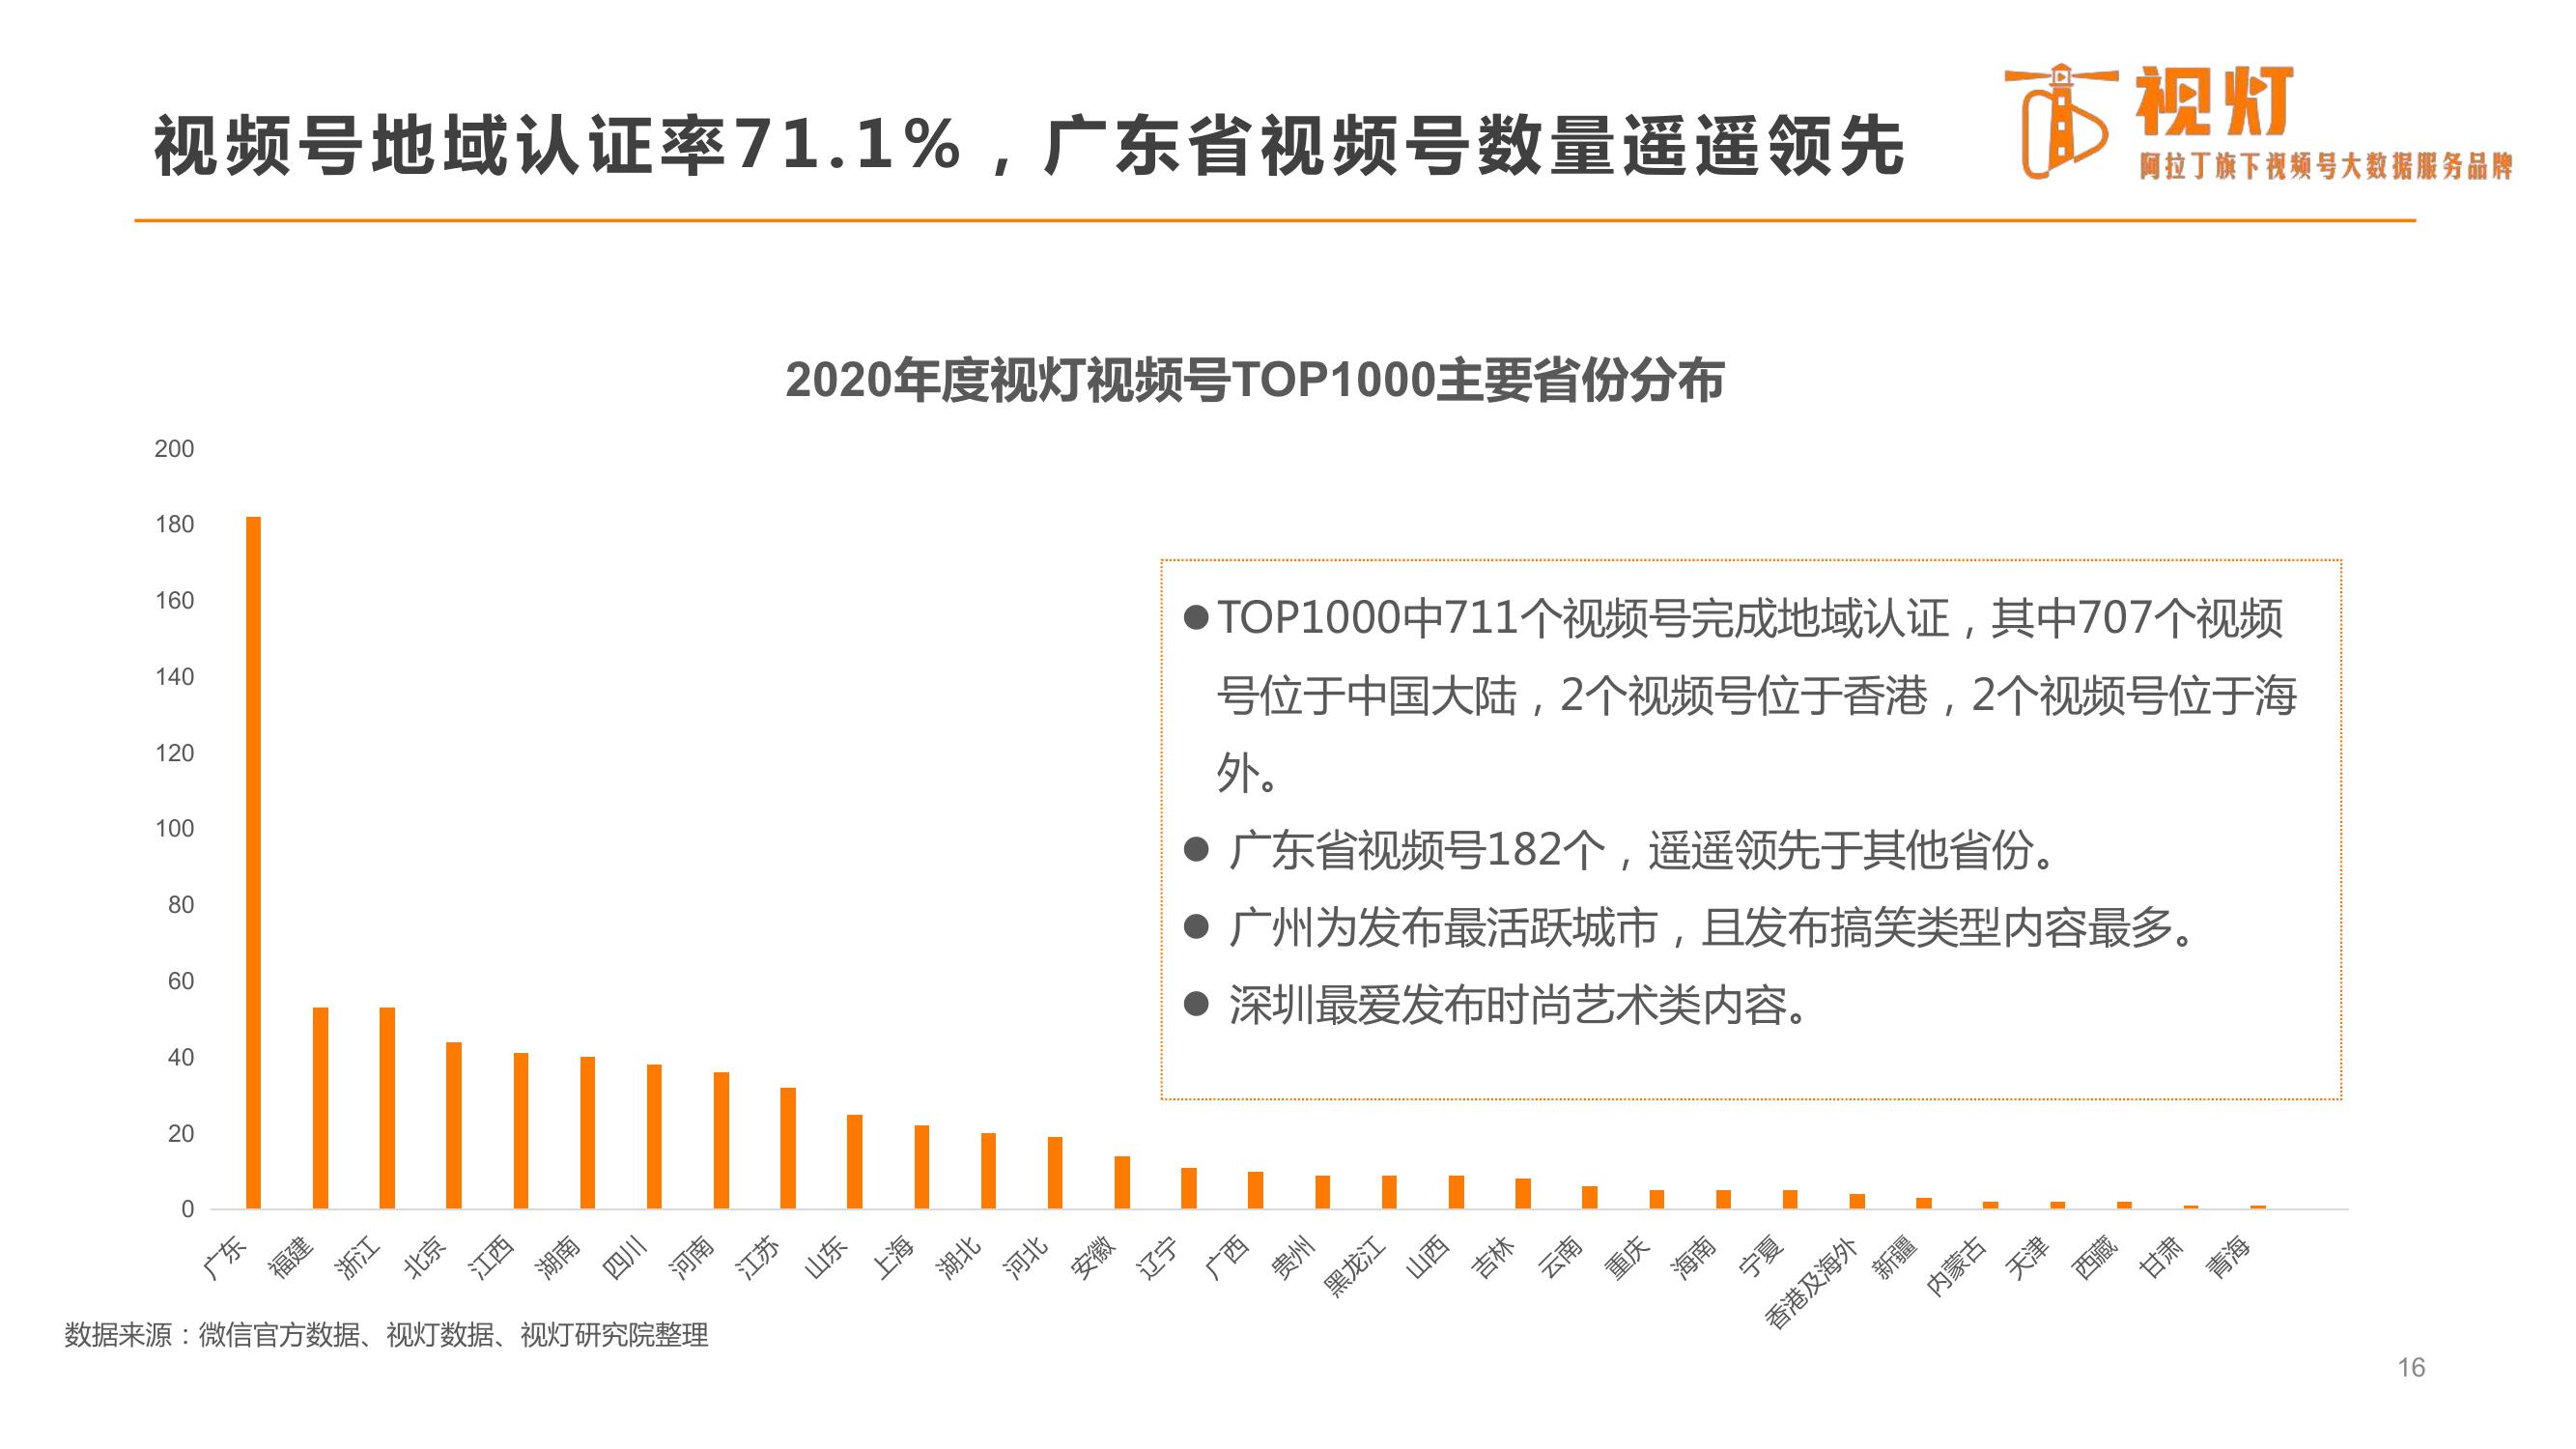 视频号地域认证率71.1%，广东省视频号数量遥遥领先
视灯
阿拉丁旗下视频号大数据服务品牌
2020年度视灯视频号TOP1000主要省份分布
200
180
160
140
120
100
80
60
40
20
0
●TOP1000中711个视频号完成地域认证，其中707个视频
号位于中国大陆，2个视频号位于香港，2个视频号位于海
外。
● 广东省视频号182个，遥遥领先于其他省份。
● 广州为发布最活跃城市，且发布搞笑类型内容最多。
● 深圳最爱发布时尚艺术类内容。
广东
福建
浙江
北京
江西
湖南
四川
河南
江苏
山东
上海
湖北
河北
安徽
辽宁
广西
贵州
黑龙江
山西
吉林
云南
重庆
海南
宁夏
香港及海外
新疆
内蒙古
天津
西藏
甘肃
青海
数据来源：微信官方数据、视灯数据、视灯研究院整理
16